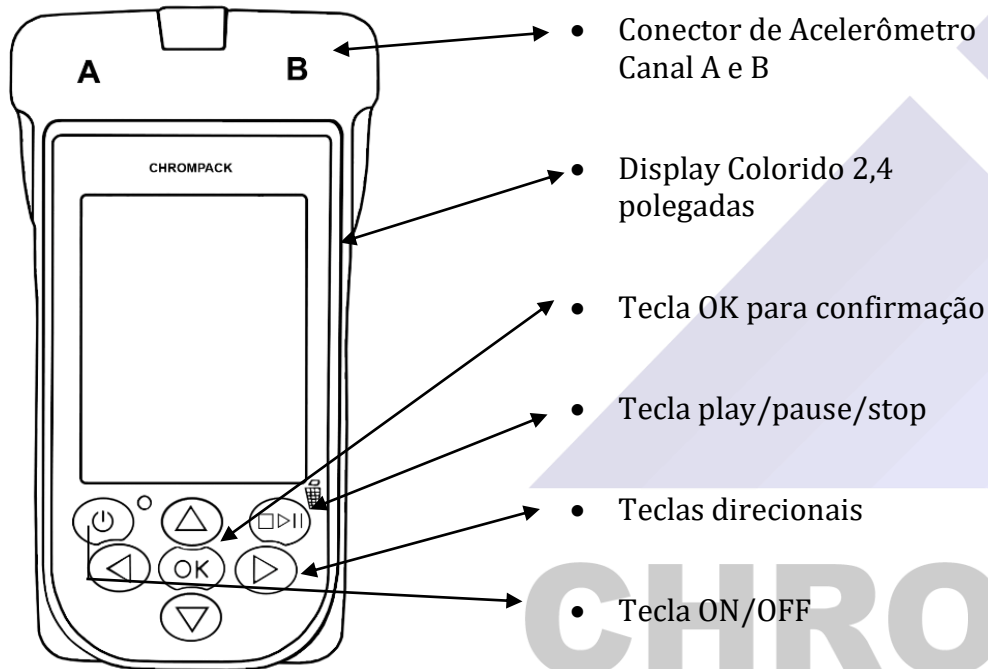 A B
CHROMPACK
OK
• Conector de Acelerômetro
Canal A e B
• Display Colorido 2,4
polegadas
• Tecla OK para confirmação
• Tecla play/pause/stop
• Teclas direcionais
• Tecla ON/OFF
CHRO